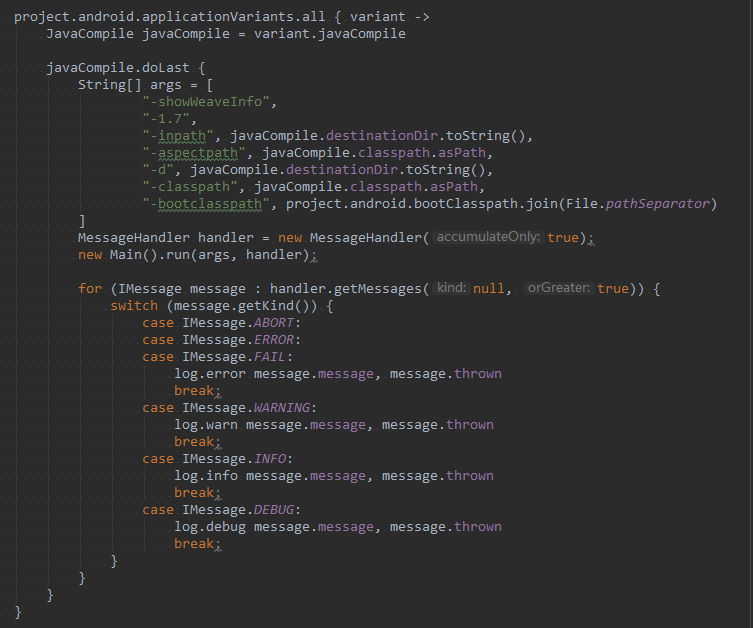 project.android.applicationVariants.all { variant ->
    JavaCompile javaCompile = variant.javaCompile

    javaCompile.doLast {
        String[] args = [
                "-showWeaveInfo",
                "-1.7",
                "-inpath", javaCompile.destinationDir.toString(),
                "-aspectpath", javaCompile.classpath.asPath,
                "-d", javaCompile.destinationDir.toString(),
                "-classpath", javaCompile.classpath.asPath,
                "-bootclasspath", project.android.bootClasspath.join(File.pathSeparator)
        ]
        MessageHandler handler = new MessageHandler( accumulateOnly: true);
        new Main().run(args, handler);

        for (IMessage message : handler.getMessages( kind: null, orGreater: true)) {
            switch (message.getKind()) {
                case IMessage.ABORT:
                case IMessage.ERROR:
                case IMessage.FAIL:
                    log.error message.message, message.thrown
                    break;
                case IMessage.WARNING:
                    log.warn message.message, message.thrown
                    break;
                case IMessage.INFO:
                    log.info message.message, message.thrown
                    break;
                case IMessage.DEBUG:
                    log.debug message.message, message.thrown
                    break;
            }
        }
    }
}